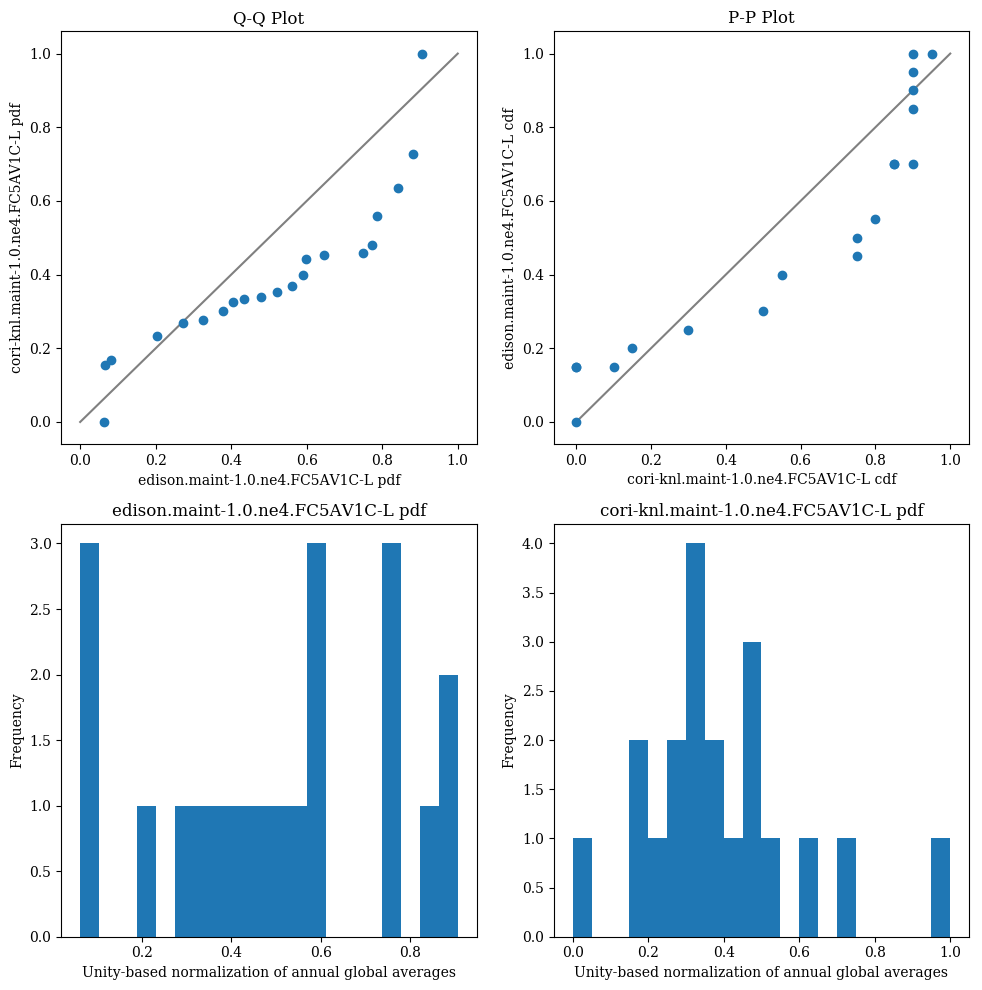 Q-Q Plot
1.0
0.8
0.6
0.4
0.2
0.0
cori-knl.maint-1.0.ne4.FC5AV1C-L pdf
0.0 0.2 0.4 0.6 0.8 1.0
edison.maint-1.0.ne4.FC5AV1C-L pdf
P-P Plot
1.0
0.8
0.6
0.4
0.2
0.0
edison.maint-1.0.ne4.FC5AV1C-L cdf
0.0 0.2 0.4 0.6 0.8 1.0
cori-knl.maint-1.0.ne4.FC5AV1C-L cdf
edison.maint-1.0.ne4.FC5AV1C-L pdf
3.0
2.5
2.0
1.5
1.0
0.5
0.0
Frequency
0.2 0.4 0.6 0.8
Unity-based normalization of annual global averages
cori-knl.maint-1.0.ne4.FC5AV1C-L pdf
4.0
3.5
3.0
2.5
2.0
1.5
1.0
0.5
0.0
Frequency
0.0 0.2 0.4 0.6 0.8 1.0
Unity-based normalization of annual global averages